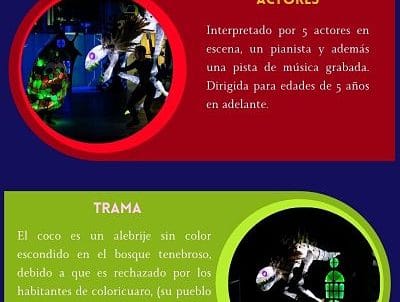 ACTORES
Interpretado por 5 actores en
escena, un pianista y además
una pista de música grabada.
Dirigida para edades de 5 años
en adelante.
TRAMA
El coco es un alebrije sin color
escondido en el bosque tenebroso,
debido a que es rechazado por los
habitantes de coloricuaro, (su pueblo